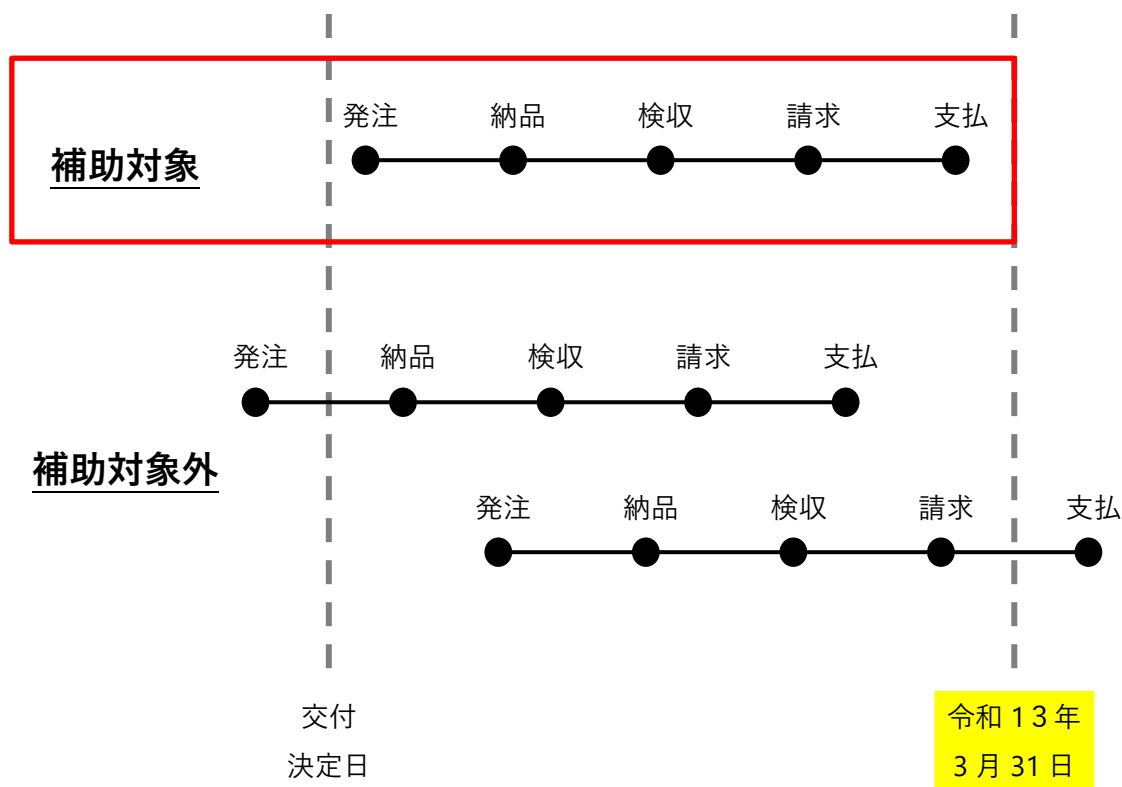 発注 納品 検収 請求 支払
補助対象
発注 納品 検収 請求 支払
補助対象外
発注 納品 検収 請求 支払
交付
決定日
令和１３年
3 月 31 日